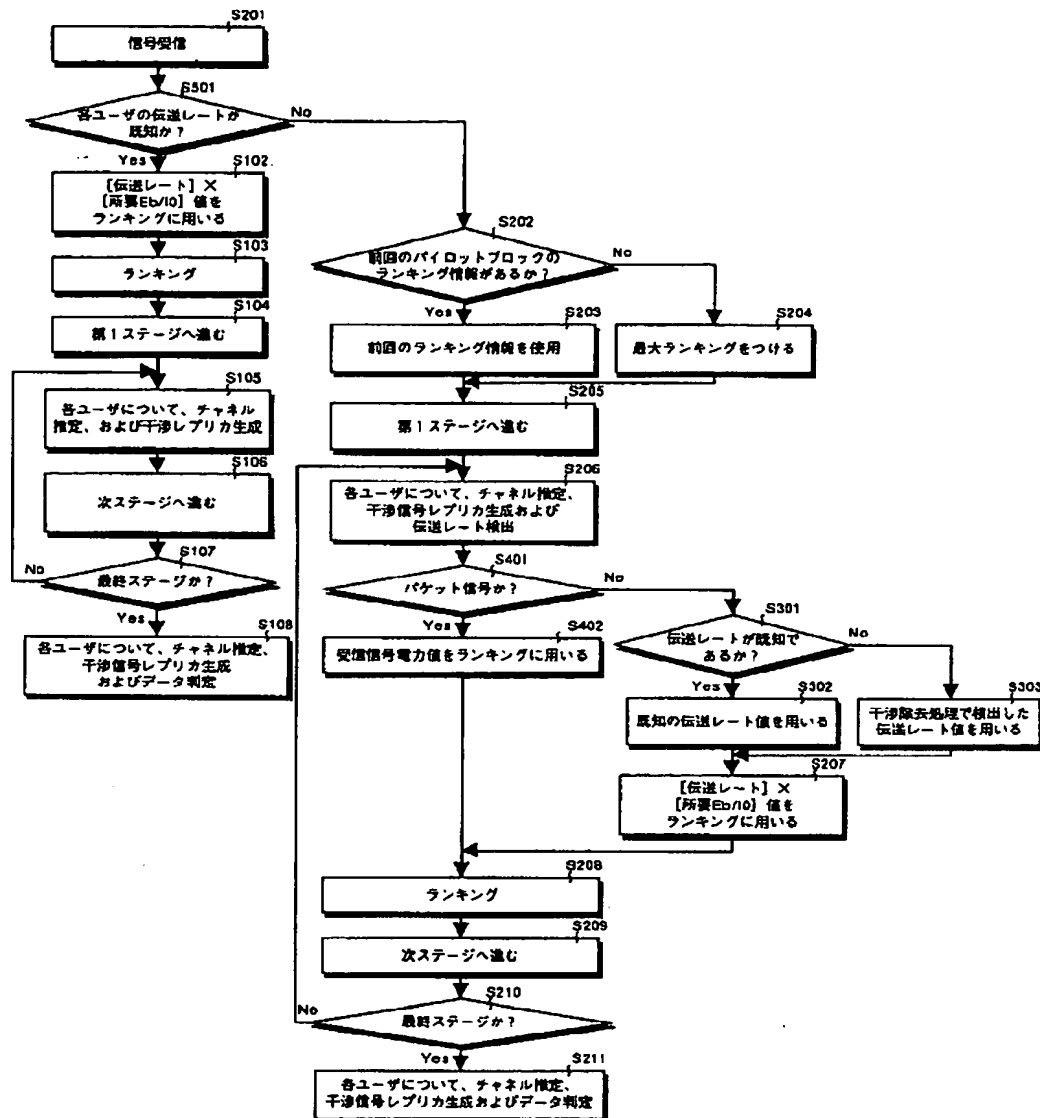 S201
信号受信
S501
各ユーザの伝送レートが
既知か？
No
Yes
S102
[伝送レート] ×
[所要Eb/I0] 値を
ランキングに用いる
S103
ランキング
S104
第1ステージへ進む
S105
各ユーザについて、チャネル
推定、および干渉レプリカ生成
S106
次ステージへ進む
S107
最終ステージか？
No
Yes
S108
各ユーザについて、チャネル推定、
干渉信号レプリカ生成
およびデータ判定
S202
前回のパイロットブロックの
ランキング情報があるか？
No
Yes
S203
前回のランキング情報を使用
S204
最大ランキングをつける
S205
第1ステージへ進む
S206
各ユーザについて、チャネル推定、
干渉信号レプリカ生成および
伝送レート検出
S401
パケット信号か？
No
Yes
S402
受信信号電力値をランキングに用いる
S301
伝送レートが既知で
あるか？
No
Yes
S302
既知の伝送レート値を用いる
S303
干渉除去処理で検出した
伝送レート値を用いる
S207
[伝送レート] ×
[所要Eb/I0] 値を
ランキングに用いる
S208
ランキング
S209
次ステージへ進む
S210
最終ステージか？
No
Yes
S211
各ユーザについて、チャネル推定、
干渉信号レプリカ生成およびデータ判定